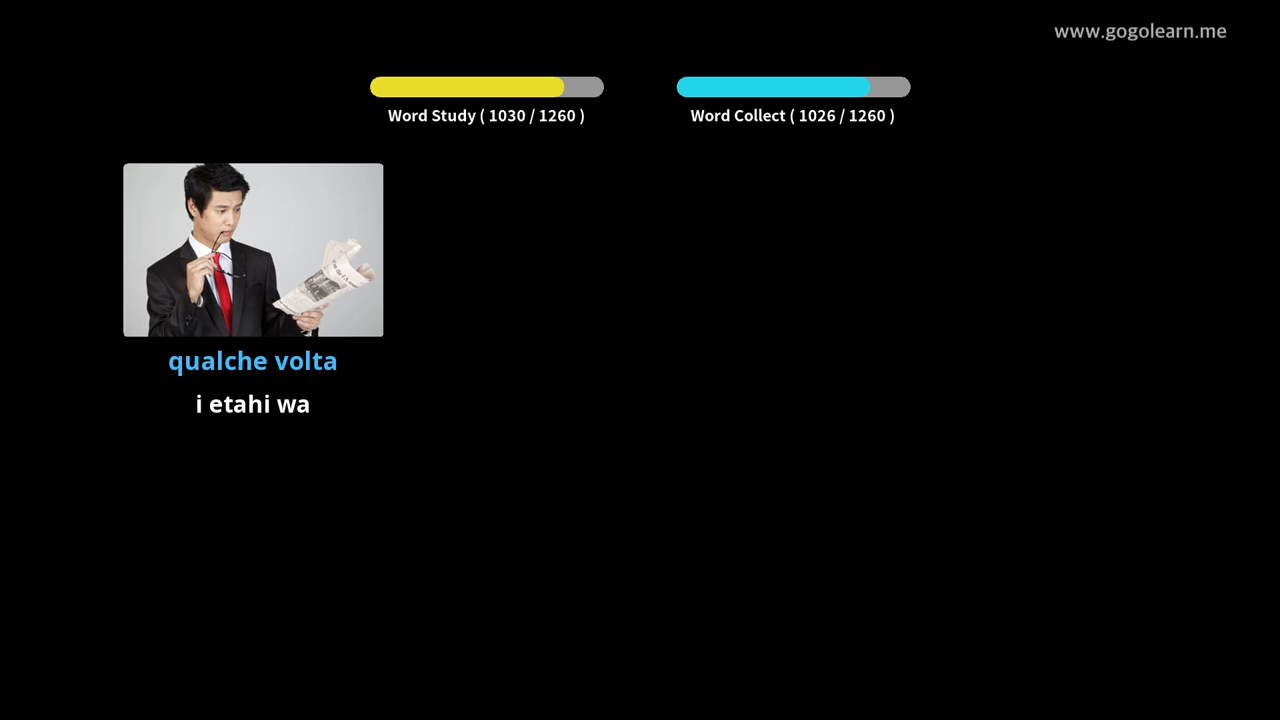 www.gogolearn.me
Word Study ( 1030 / 1260 )
Word Collect ( 1026 / 1260 )
qualche volta
i etahi wa